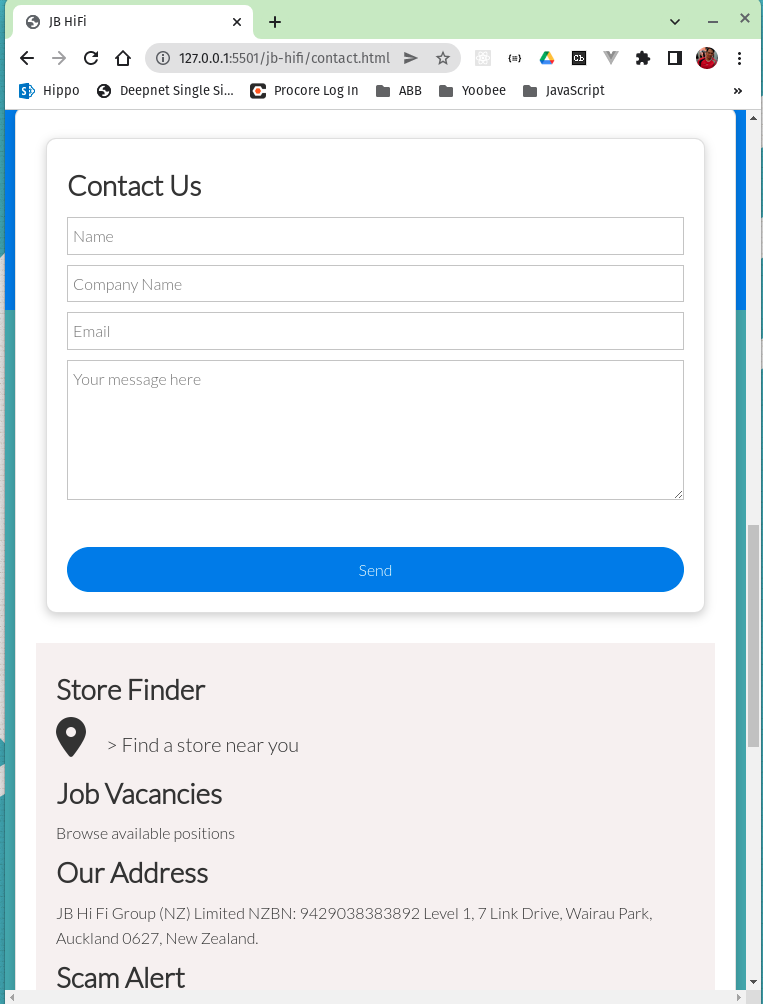 JB HiFi
127.0.0.1:5501/jb-hifi/contact.html
Hippo
Deepnet Single Si...
Procore Log In
ABB
Yoobee
JavaScript
»
Contact Us
Name
Company Name
Email
Your message here
Send
Store Finder
> Find a store near you
Job Vacancies
Browse available positions
Our Address
JB Hi Fi Group (NZ) Limited NZBN: 9429038383892 Level 1, 7 Link Drive, Wairau Park,
Auckland 0627, New Zealand.
Scam Alert